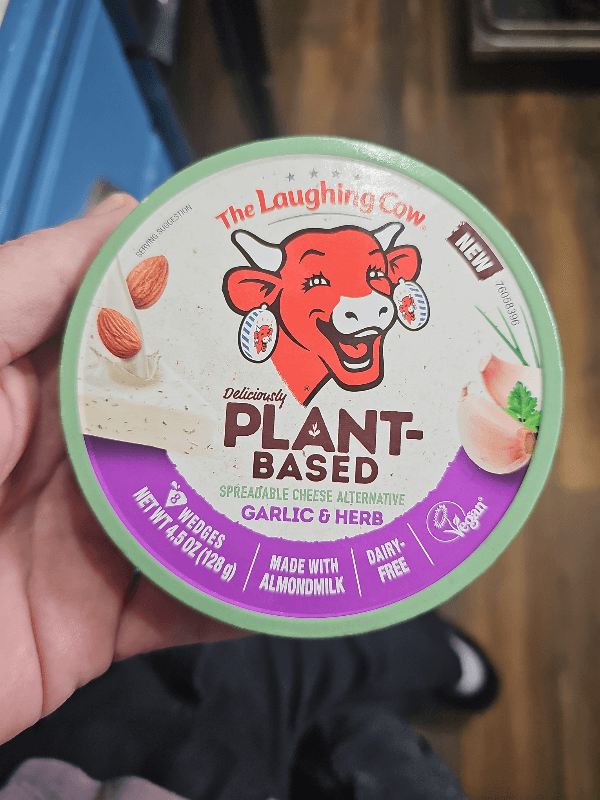 SERVING SUGGESTION
The Laughing Cow®
NEW
76058396
Deliciously
PLANT-
BASED
SPREADABLE CHEESE ALTERNATIVE
GARLIC & HERB
8 WEDGES
NET WT 4.5 OZ (128 g)
MADE WITH
ALMONDMILK
DAIRY-
FREE
Vegan®